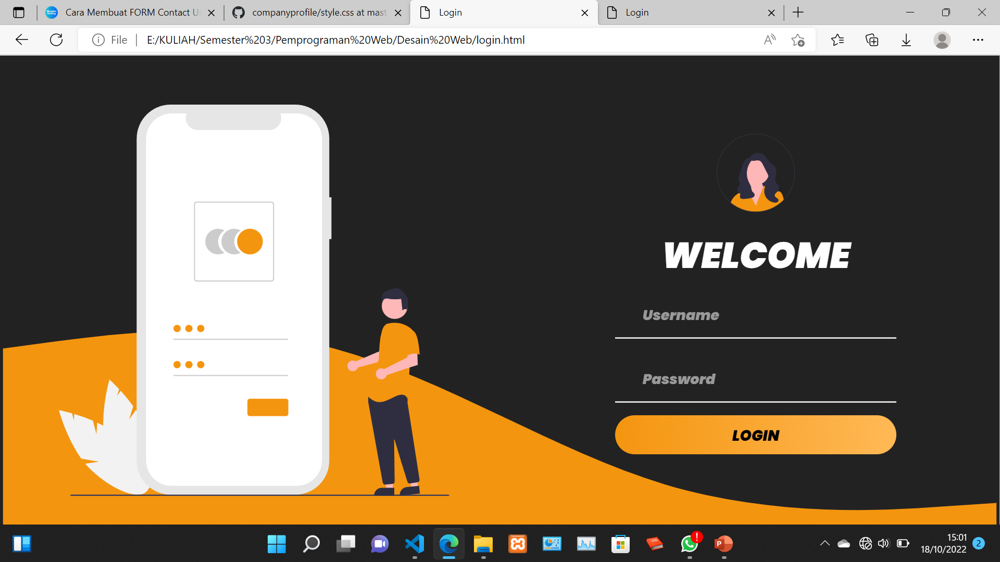 Cara Membuat FORM Contact Us
companyprofile/style.css at mast
Login
Login
File
E:/KULIAH/Semester%203/Pemprograman%20Web/Desain%20Web/login.html
WELCOME
Username
Password
LOGIN
15:01
18/10/2022
2